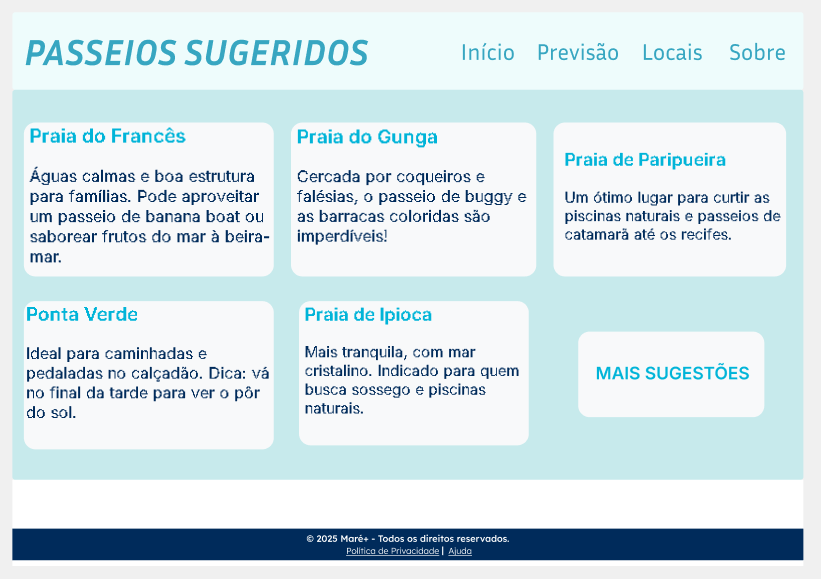 PASSEIOS SUGERIDOS
Início Previsão Locais Sobre
Praia do Francês
Águas calmas e boa estrutura
para famílias. Pode aproveitar
um passeio de banana boat ou
saborear frutos do mar à beira-
mar.
Praia do Gunga
Cercada por coqueiros e
falésias, o passeio de buggy e
as barracas coloridas são
imperdíveis!
Praia de Paripueira
Um ótimo lugar para curtir as
piscinas naturais e passeios de
catamarã até os recifes.
Ponta Verde
Ideal para caminhadas e
pedaladas no calçadão. Dica: vá
no final da tarde para ver o pôr
do sol.
Praia de Ipioca
Mais tranquila, com mar
cristalino. Indicado para quem
busca sossego e piscinas
naturais.
MAIS SUGESTÕES
© 2025 Maré+ - Todos os direitos reservados.
Política de Privacidade | Ajuda